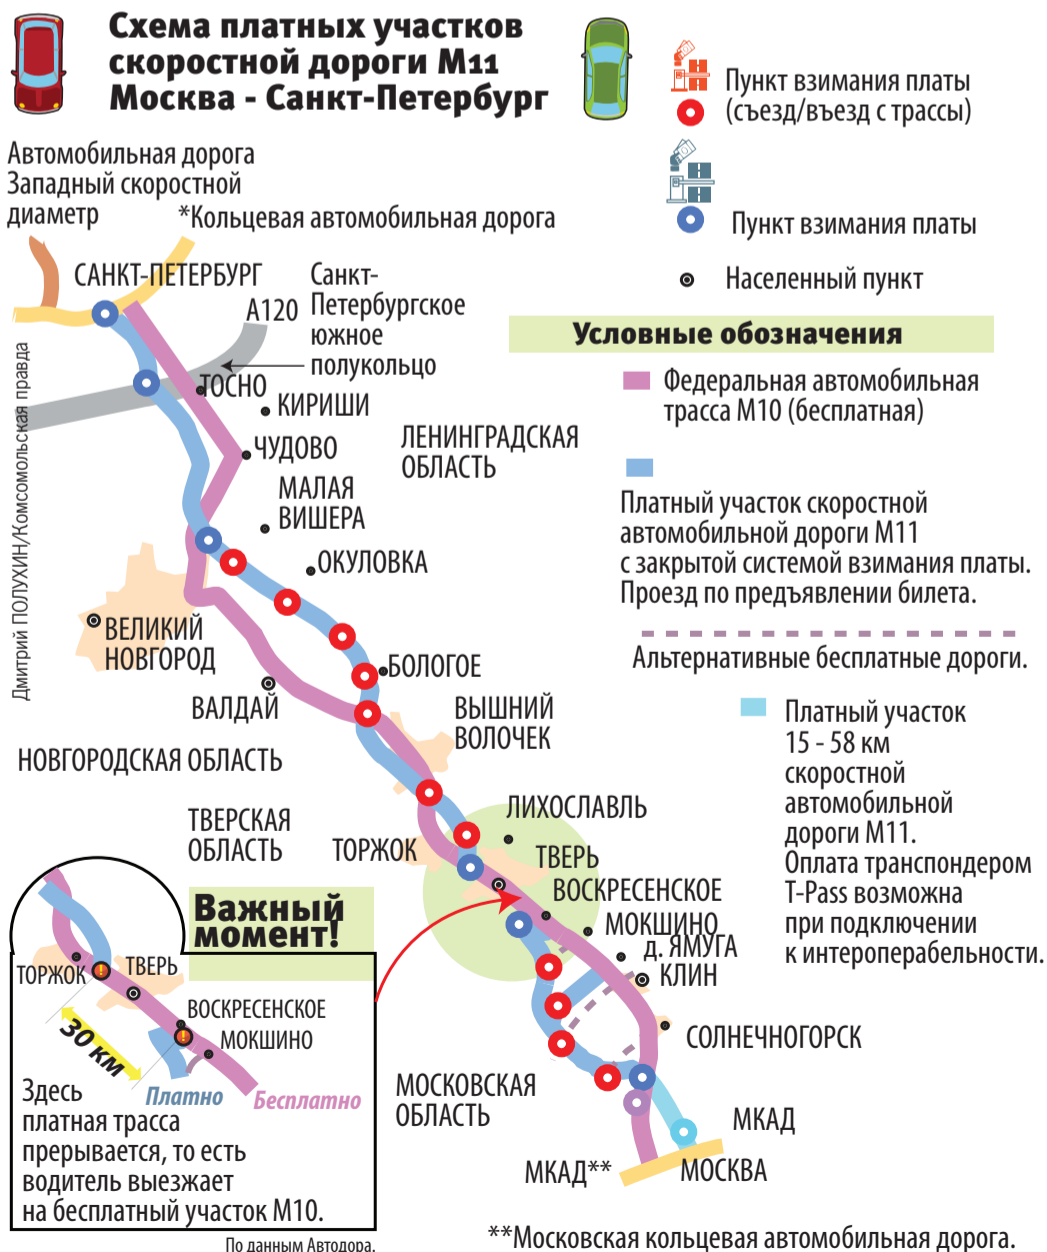 Схема платных участков
скоростной дороги М11
Москва - Санкт-Петербург
Пункт взимания платы
(съезд/въезд с трассы)
Пункт взимания платы
Населенный пункт
Автомобильная дорога
Западный скоростной
диаметр
*Кольцевая автомобильная дорога
САНКТ-ПЕТЕРБУРГ
А120
Санкт-
Петербургское
южное
полукольцо
Условные обозначения
Федеральная автомобильная
трасса М10 (бесплатная)
Платный участок скоростной
автомобильной дороги М11
с закрытой системой взимания платы.
Проезд по предъявлении билета.
Альтернативные бесплатные дороги.
Платный участок
15 - 58 км
скоростной
автомобильной
дороги М11.
Оплата транспондером
T-Pass возможна
при подключении
к интероперабельности.
Дмитрий ПОЛУХИН/Комсомольская правда
ТОСНО
КИРИШИ
ЧУДОВО
ЛЕНИНГРАДСКАЯ
ОБЛАСТЬ
МАЛАЯ
ВИШЕРА
ОКУЛОВКА
ВЕЛИКИЙ
НОВГОРОД
БОЛОГОЕ
ВАЛДАЙ
ВЫШНИЙ
ВОЛОЧЕК
НОВГОРОДСКАЯ ОБЛАСТЬ
ТВЕРСКАЯ
ОБЛАСТЬ
ЛИХОСЛАВЛЬ
ТОРЖОК
ТВЕРЬ
ВОСКРЕСЕНСКОЕ
МОКШИНО
д. ЯМУГА
КЛИН
СОЛНЕЧНОГОРСК
МОСКОВСКАЯ
ОБЛАСТЬ
МКАД
МКАД**
МОСКВА
Важный
момент!
ТОРЖОК
ТВЕРЬ
ВОСКРЕСЕНСКОЕ
МОКШИНО
30 км
Платно
Бесплатно
Здесь
платная трасса
прерывается, то есть
водитель выезжает
на бесплатный участок М10.
По данным Автодора.
**Московская кольцевая автомобильная дорога.